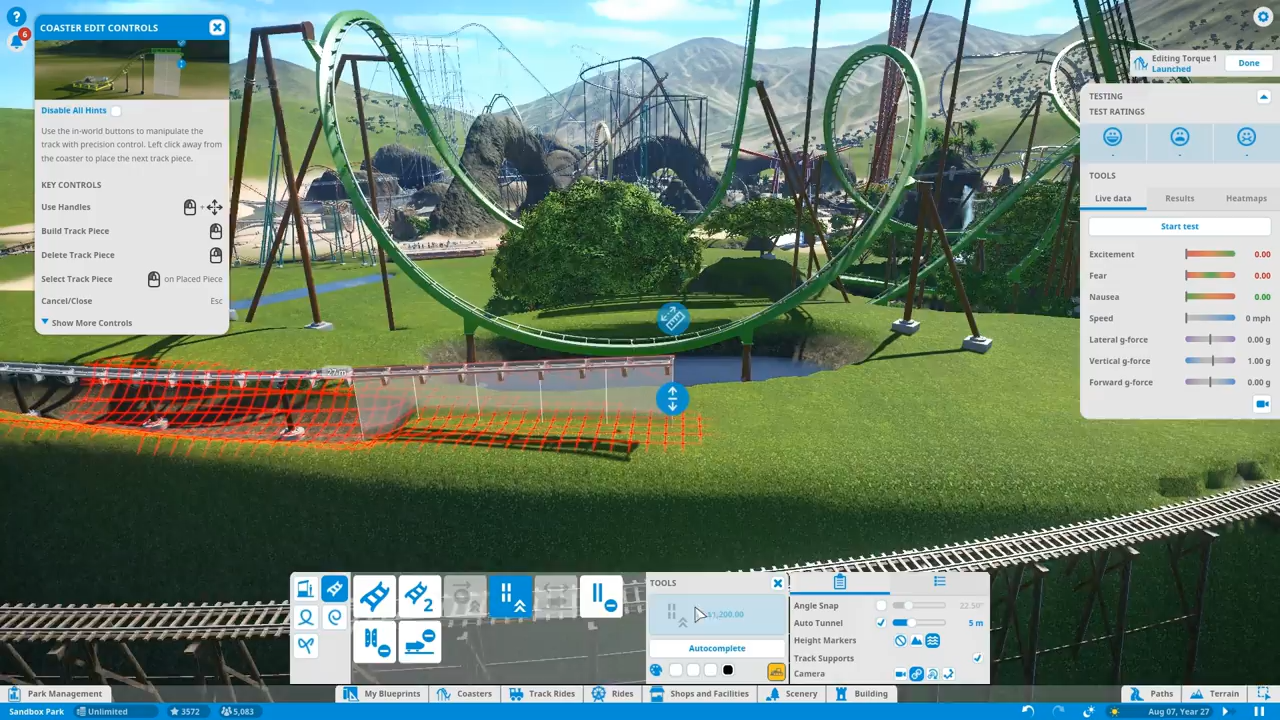 ?
6
COASTER EDIT CONTROLS
Disable All Hints
Use the in-world buttons to manipulate the
track with precision control. Left click away from
the coaster to place the next track piece.
KEY CONTROLS
Use Handles
+
Build Track Piece
Delete Track Piece
Select Track Piece
on Placed Piece
Cancel/Close
Esc
Show More Controls
Editing Torque 1
Launched
Done
TESTING
TEST RATINGS
- - -
TOOLS
Live data
Results
Heatmaps
Start test
Excitement 0.00
Fear 0.00
Nausea 0.00
Speed 0 mph
Lateral g-force 0.00 g
Vertical g-force 1.00 g
Forward g-force 0.00 g
2
TOOLS
Autocomplete
Angle Snap 22.50°
Auto Tunnel 5 m
Height Markers
Track Supports
Camera
Park Management
My Blueprints
Coasters
Track Rides
Rides
Shops and Facilities
Scenery
Building
Paths
Terrain
Sandbox Park
Unlimited
3572
5,083
Aug 07, Year 27